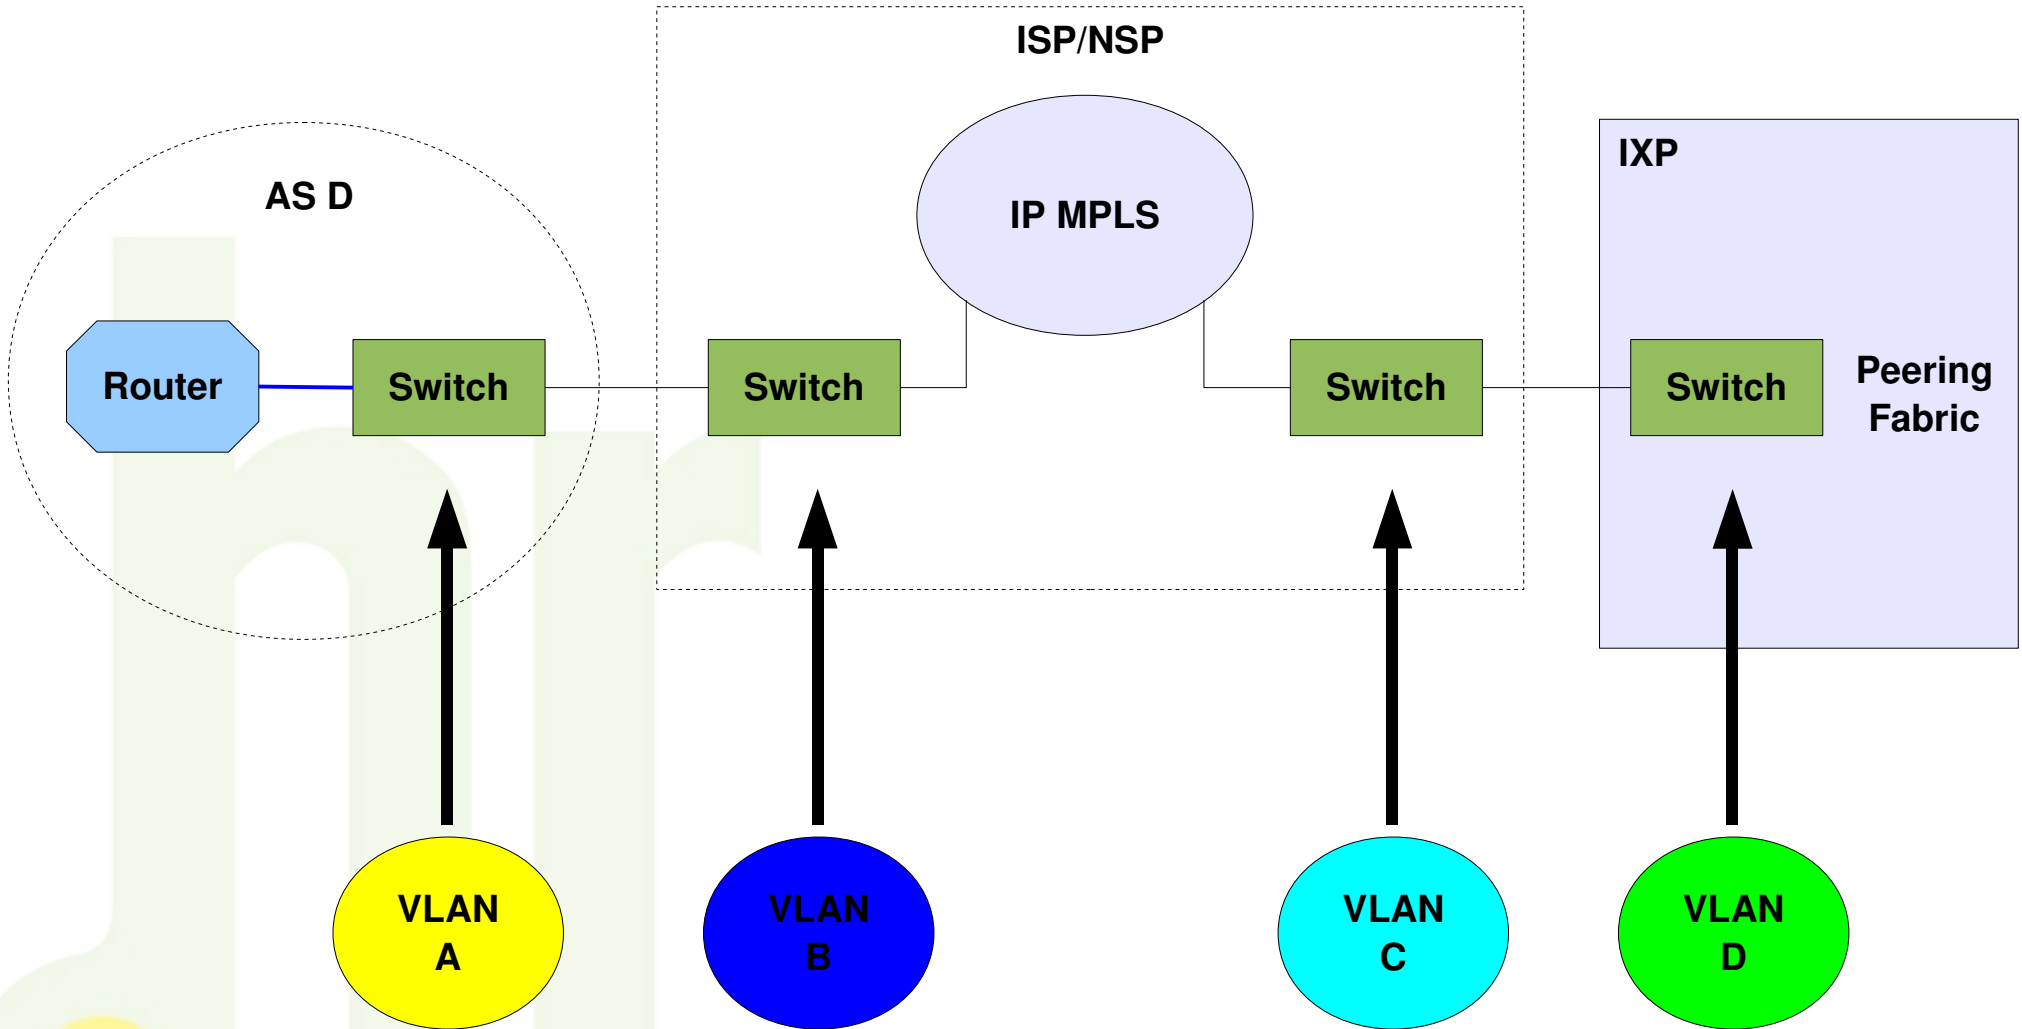 ISP/NSP
AS D
IP MPLS
IXP
Router
Switch
Switch
Switch
Switch
Peering
Fabric
VLAN
A
VLAN
B
VLAN
C
VLAN
D